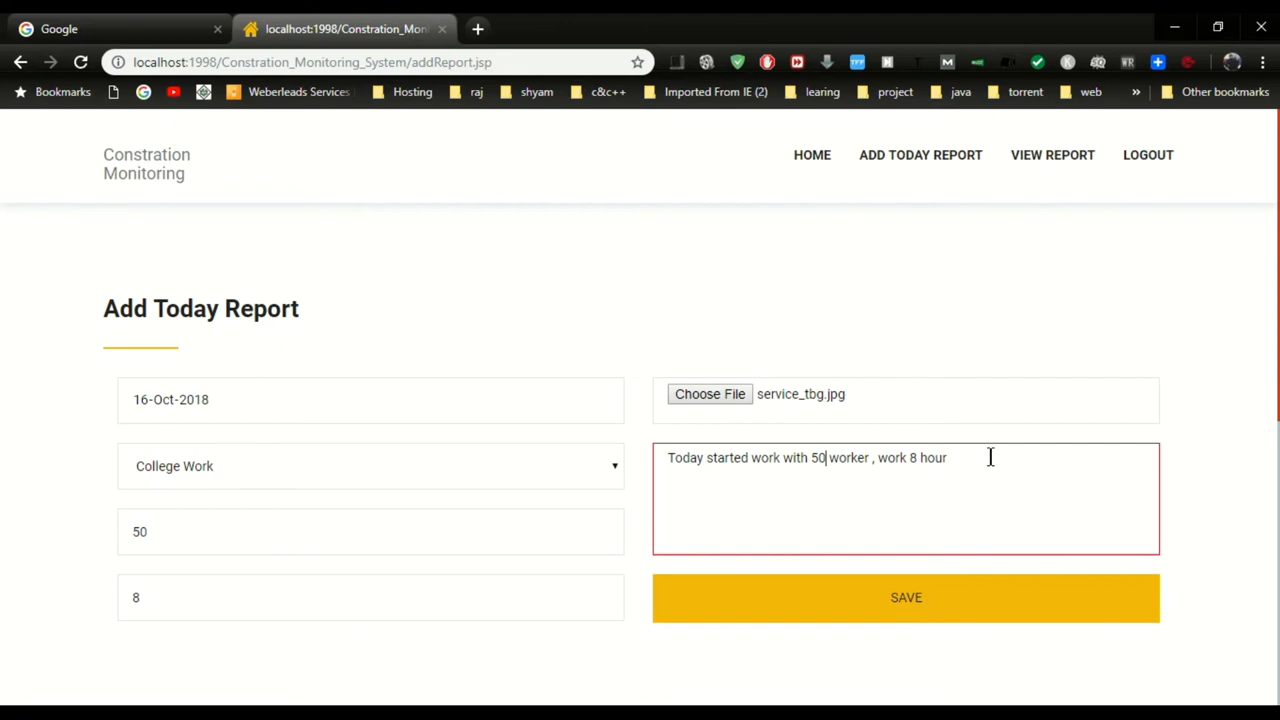 Google
localhost:1998/Constration_Mon
localhost:1998/Constration_Monitoring_System/addReport.jsp
Bookmarks
Weberleads Services
Hosting
raj
shyam
c&c++
Imported From IE (2)
learing
project
java
torrent
web
»
Other bookmarks
Constration
Monitoring
HOME
ADD TODAY REPORT
VIEW REPORT
LOGOUT
Add Today Report
16-Oct-2018
Choose File service_tbg.jpg
College Work
Today started work with 50 worker , work 8 hour
50
8
SAVE